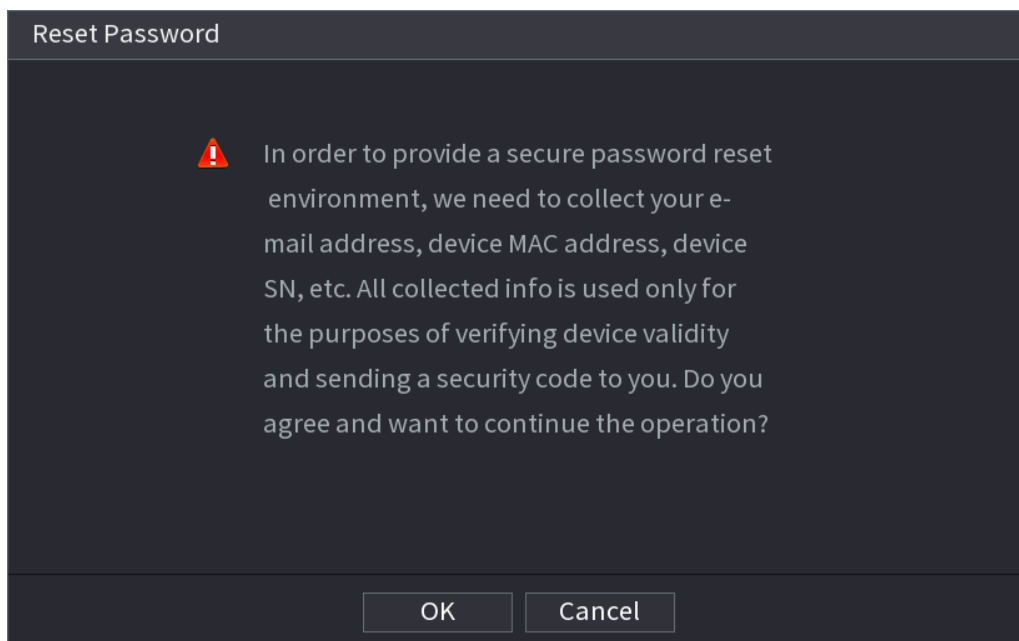 Reset Password
In order to provide a secure password reset
environment, we need to collect your e-
mail address, device MAC address, device
SN, etc. All collected info is used only for
the purposes of verifying device validity
and sending a security code to you. Do you
agree and want to continue the operation?
OK
Cancel